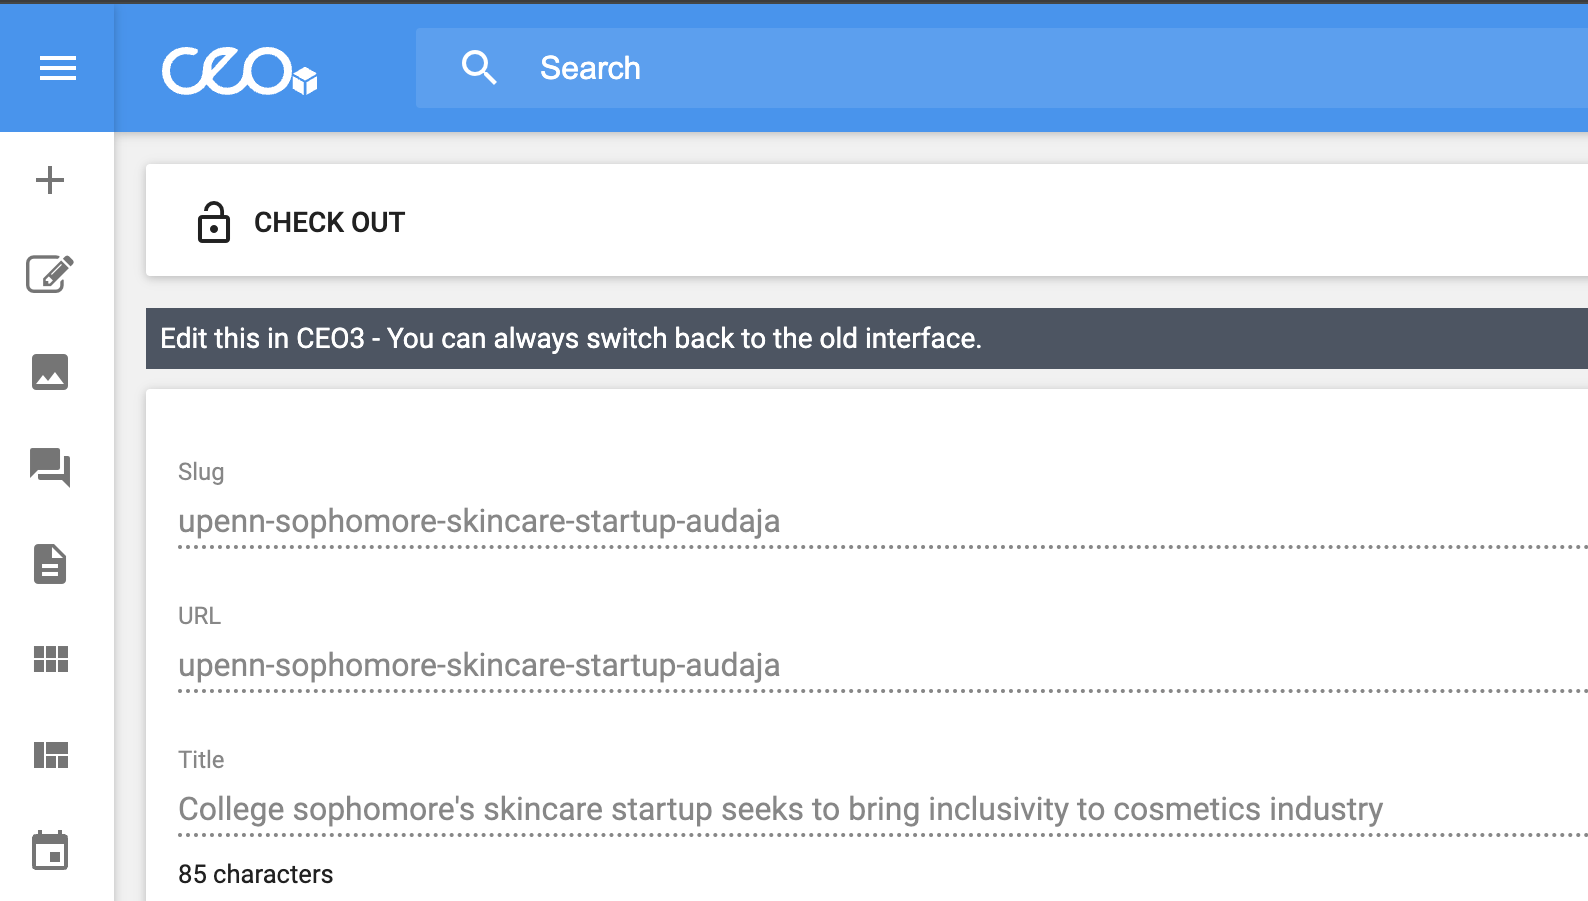 ceo
Search
CHECK OUT
Edit this in CEO3 - You can always switch back to the old interface.
Slug
upenn-sophomore-skincare-startup-audaja
URL
upenn-sophomore-skincare-startup-audaja
Title
College sophomore's skincare startup seeks to bring inclusivity to cosmetics industry
85 characters